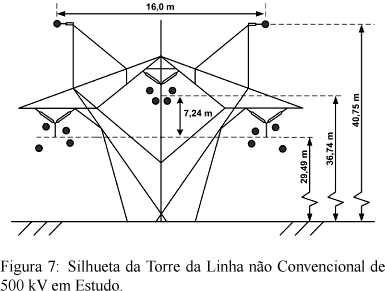 16,0 m
7,24 m
29,49 m
36,74 m
40,75 m
Figura 7: Silhueta da Torre da Linha não Convencional de
500 kV em Estudo.